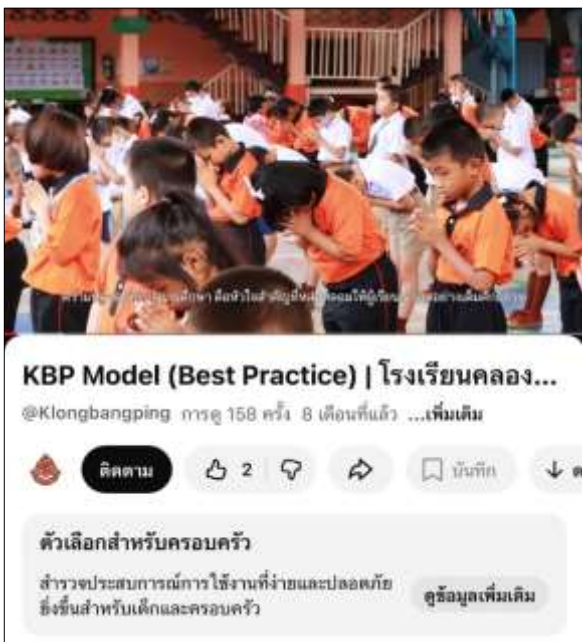 KBP Model (Best Practice) | โรงเรียนคลอง...
@Klongbangping การดู 158 ครั้ง 8 เดือนที่แล้ว ...เพิ่มเติม
ติดตาม 2 บันทึก
ตัวเลือกสำหรับครอบครัว
สำรวจประสบการณ์การใช้งานที่ง่ายและปลอดภัย
ยิ่งขึ้นสำหรับเด็กและครอบครัว
ดูข้อมูลเพิ่มเติม